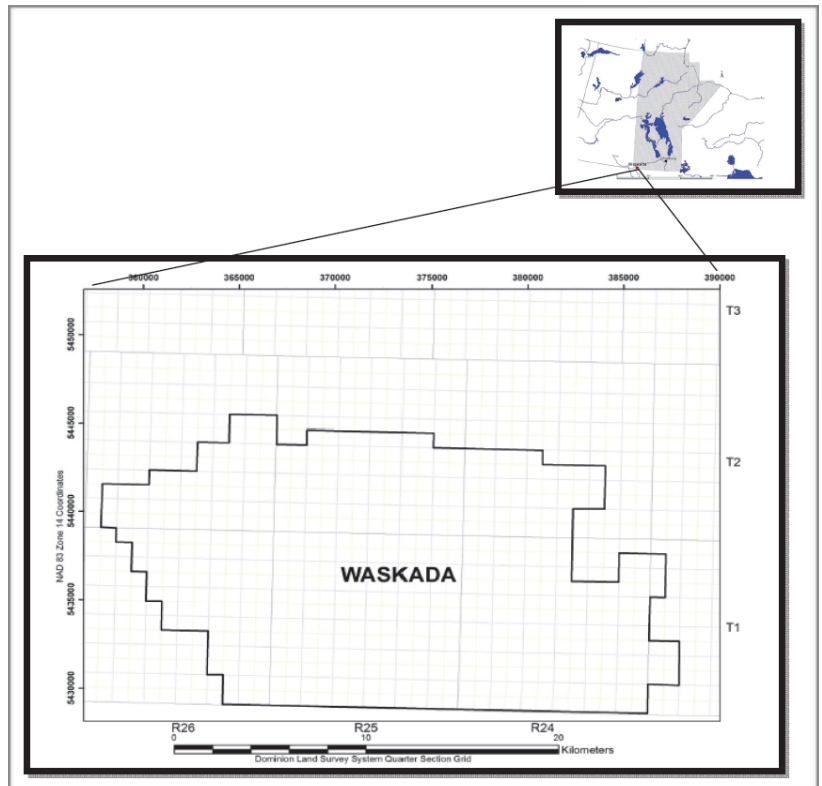 360000 365000 370000 375000 380000 385000 390000
T3
5450000
5445000
T2
5440000
NAD 83 Zone 14 Coordinates
WASKADA
5435000
T1
5430000
R26 R25 R24
0 10 20
Kilometers
Dominion Land Survey System Quarter Section Grid